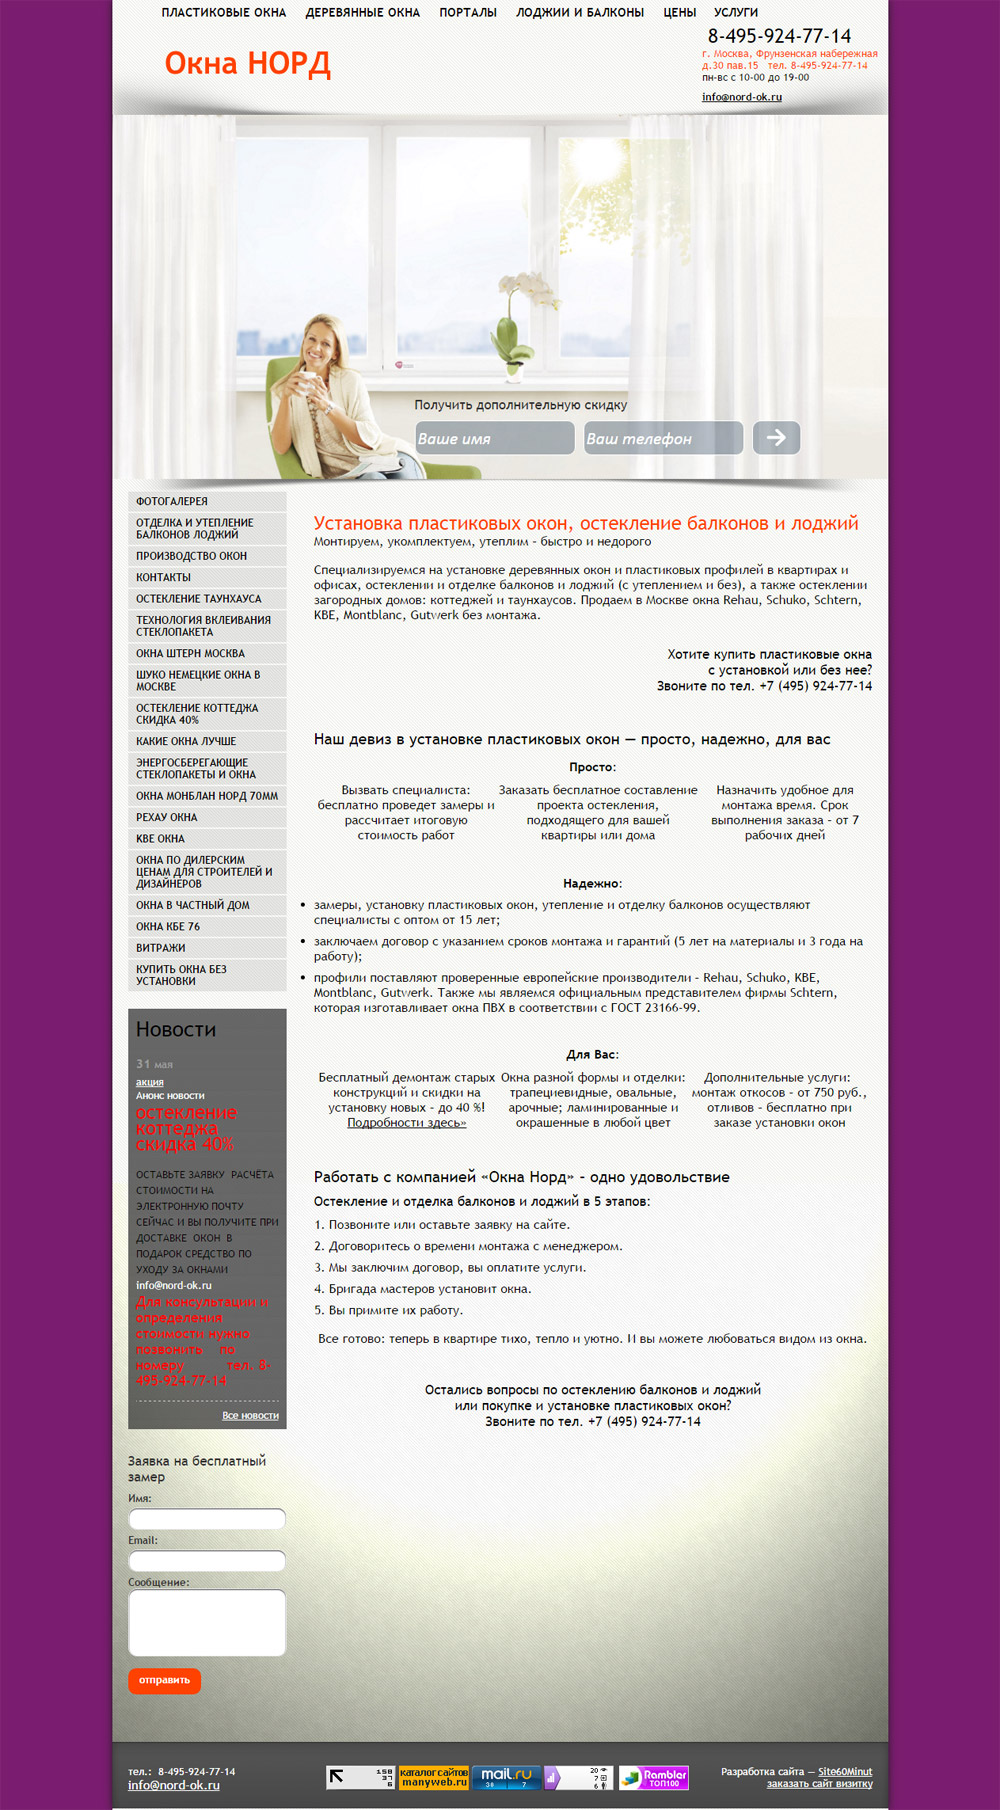 ПЛАСТИКОВЫЕ ОКНА ДЕРЕВЯННЫЕ ОКНА ПОРТАЛЫ ЛОДЖИИ И БАЛКОНЫ ЦЕНЫ УСЛУГИ
Окна НОРД
8-495-924-77-14
г. Москва, Фрунзенская набережная
д.30 пав.15 тел. 8-495-924-77-14
пн-вс с 10-00 до 19-00
info@nord-ok.ru
Получить дополнительную скидку
Ваше имя
Ваш телефон
ФОТОГАЛЕРЕЯ
ОТДЕЛКА И УТЕПЛЕНИЕ
БАЛКОНОВ ЛОДЖИЙ
ПРОИЗВОДСТВО ОКОН
КОНТАКТЫ
ОСТЕКЛЕНИЕ ТАУНХАУСА
ТЕХНОЛОГИЯ ВКЛЕИВАНИЯ
СТЕКЛОПАКЕТА
ОКНА ШТЕРН МОСКВА
ШУКО НЕМЕЦКИЕ ОКНА В
МОСКВЕ
ОСТЕКЛЕНИЕ КОТТЕДЖА
СКИДКА 40%
КАКИЕ ОКНА ЛУЧШЕ
ЭНЕРГОСБЕРЕГАЮЩИЕ
СТЕКЛОПАКЕТЫ И ОКНА
ОКНА МОНБЛАН НОРД 70ММ
РЕХАУ ОКНА
КВЕ ОКНА
ОКНА ПО ДИЛЕРСКИМ
ЦЕНАМ ДЛЯ СТРОИТЕЛЕЙ И
ДИЗАЙНЕРОВ
ОКНА В ЧАСТНЫЙ ДОМ
ОКНА КБЕ 76
ВИТРАЖИ
КУПИТЬ ОКНА БЕЗ
УСТАНОВКИ
Новости
31 мая
акция
Анонс новости
остекление
коттеджа
скидка 40%
ОСТАВЬТЕ ЗАЯВКУ РАСЧЁТА
СТОИМОСТИ НА
ЭЛЕКТРОННУЮ ПОЧТУ
СЕЙЧАС И ВЫ ПОЛУЧИТЕ ПРИ
ДОСТАВКЕ ОКОН В
ПОДАРОК СРЕДСТВО ПО
УХОДУ ЗА ОКНАМИ
info@nord-ok.ru
Для консультации и
определения
стоимости нужно
позвонить по
номеру тел. 8-
495-924-77-14
Все новости
Заявка на бесплатный
замер
Имя:
Email:
Сообщение:
отправить
Установка пластиковых окон, остекление балконов и лоджий
Монтируем, укомплектуем, утеплим – быстро и недорого
Специализируемся на установке деревянных окон и пластиковых профилей в квартирах и
офисах, остеклении и отделке балконов и лоджий (с утеплением и без), а также остеклении
загородных домов: коттеджей и таунхаусов. Продаем в Москве окна Rehau, Schuko, Schtern,
KBE, Montblanc, Gutwerk без монтажа.
Хотите купить пластиковые окна
с установкой или без нее?
Звоните по тел. +7 (495) 924-77-14
Наш девиз в установке пластиковых окон — просто, надежно, для вас
Просто:
Вызвать специалиста:
бесплатно проведет замеры и
рассчитает итоговую
стоимость работ
Заказать бесплатное составление
проекта остекления,
подходящего для вашей
квартиры или дома
Назначить удобное для
монтажа время. Срок
выполнения заказа – от 7
рабочих дней
Надежно:
• замеры, установку пластиковых окон, утепление и отделку балконов осуществляют
специалисты с оптом от 15 лет;
• заключаем договор с указанием сроков монтажа и гарантий (5 лет на материалы и 3 года на
работу);
• профили поставляют проверенные европейские производители – Rehau, Schuko, KBE,
Montblanc, Gutwerk. Также мы являемся официальным представителем фирмы Schtern,
которая изготавливает окна ПВХ в соответствии с ГОСТ 23166-99.
Для Вас:
Бесплатный демонтаж старых
конструкций и скидки на
установку новых - до 40 %!
Подробности здесь»
Окна разной формы и отделки:
трапециевидные, овальные,
арочные; ламинированные и
окрашенные в любой цвет
Дополнительные услуги:
монтаж откосов – от 750 руб.,
отливов – бесплатно при
заказе установки окон
Работать с компанией «Окна Норд» – одно удовольствие
Остекление и отделка балконов и лоджий в 5 этапов:
1. Позвоните или оставьте заявку на сайте.
2. Договоритесь о времени монтажа с менеджером.
3. Мы заключим договор, вы оплатите услуги.
4. Бригада мастеров установит окна.
5. Вы примите их работу.
Все готово: теперь в квартире тихо, тепло и уютно. И вы можете любоваться видом из окна.
Остались вопросы по остеклению балконов и лоджий
или покупке и установке пластиковых окон?
Звоните по тел. +7 (495) 924-77-14
тел.: 8-495-924-77-14
info@nord-ok.ru
158
37
6
каталог сайтов
manyweb.ru
mail.ru
38 7
20
7
6
Rambler
ТОП100
Разработка сайта — Site60Minut
заказать сайт визитку